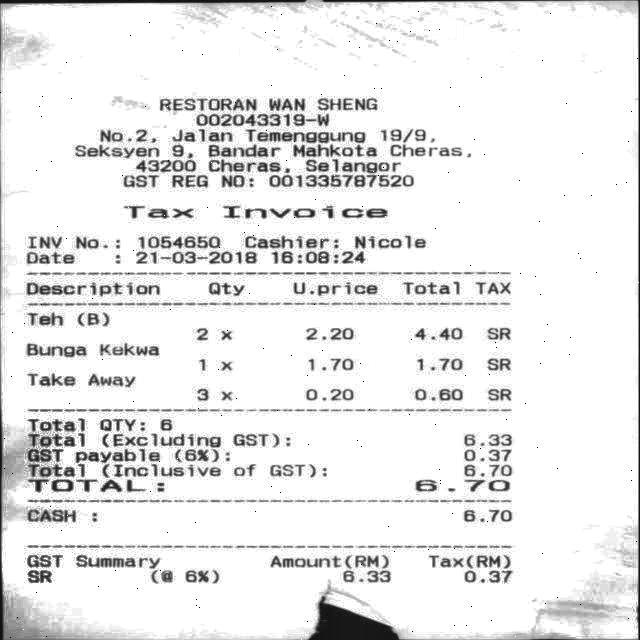 RESTORAN WAN SHENG
002043319-W
No.2, Jalan Temenggung 19/9,
Seksyen 9, Bandar Mahkota Cheras,
43200 Cheras, Selangor
GST REG NO: 001335787520
Tax Invoice
INV No.: 1054650 Cashier: Nicole
Date : 21-03-2018 16:08:24
Description Qty U.price Total TAX
Teh (B)
2 x 2.20 4.40 SR
Bunga Kekwa
1 x 1.70 1.70 SR
Take Away
3 x 0.20 0.60 SR
Total QTY: 6
Total (Excluding GST): 6.33
GST payable (6%): 0.37
Total (Inclusive of GST): 6.70
TOTAL: 6.70
CASH : 6.70
GST Summary Amount(RM) Tax(RM)
SR (@ 6%) 6.33 0.37